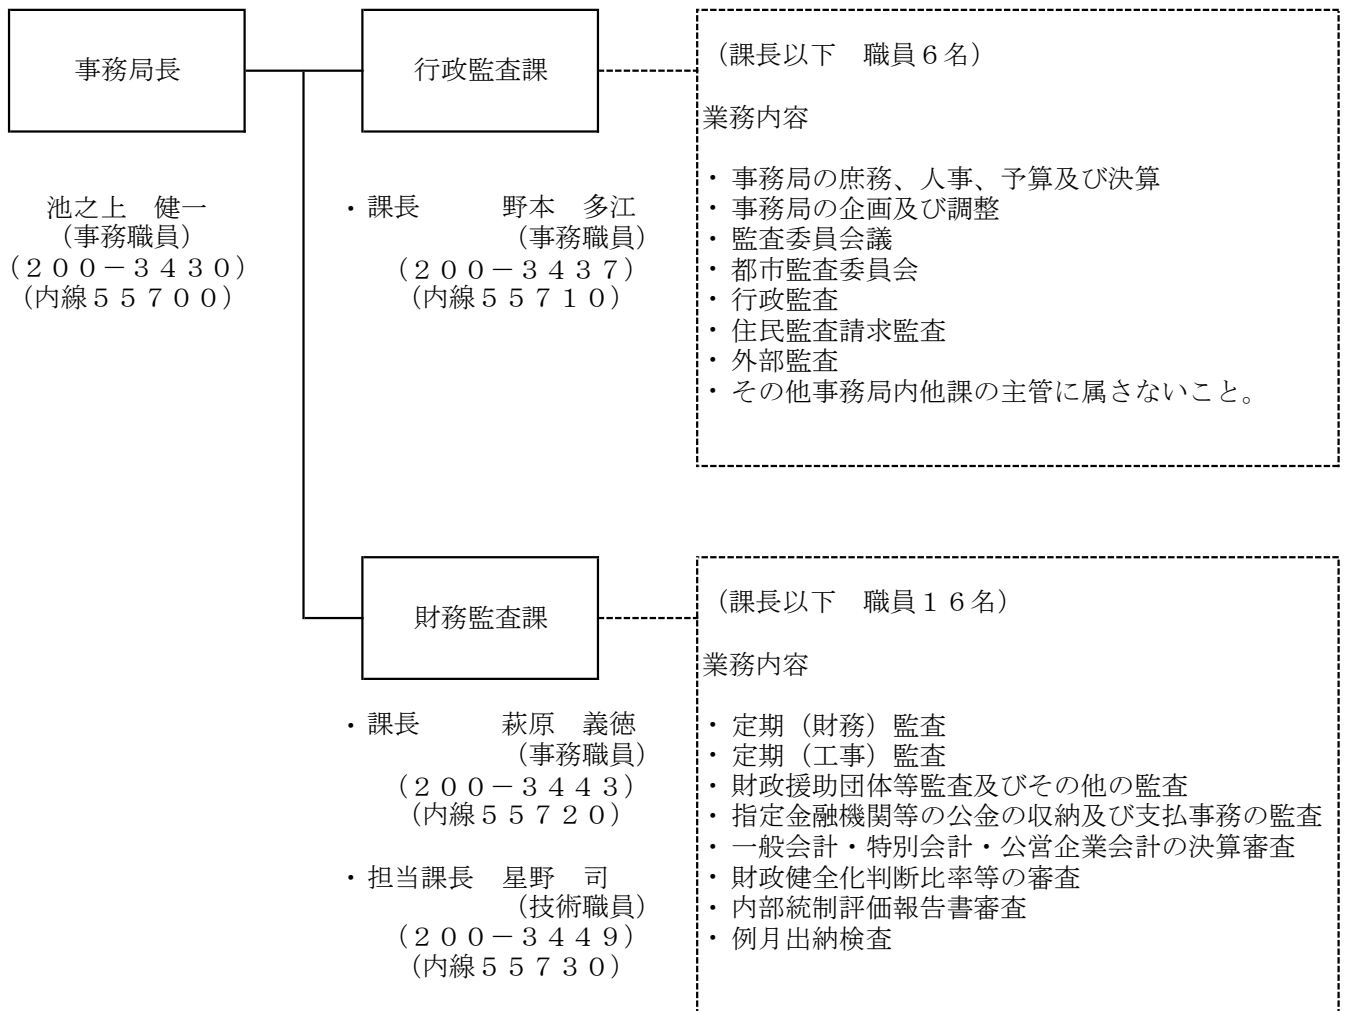 事務局長
池之上　健一
（事務職員）
（２００－３４３０）
（内線５５７００）
行政監査課
・課長　　　野本　多江
（事務職員）
（２００－３４３７）
（内線５５７１０）
（課長以下　職員６名）
業務内容
・事務局の庶務、人事、予算及び決算
・事務局の企画及び調整
・監査委員会議
・都市監査委員会
・行政監査
・住民監査請求監査
・外部監査
・その他事務局内他課の主管に属さないこと。
財務監査課
・課長　　　萩原　義徳
（事務職員）
（２００－３４４３）
（内線５５７２０）
・担当課長　星野　司
（技術職員）
（２００－３４４９）
（内線５５７３０）
（課長以下　職員１６名）
業務内容
・定期（財務）監査
・定期（工事）監査
・財政援助団体等監査及びその他の監査
・指定金融機関等の公金の収納及び支払事務の監査
・一般会計・特別会計・公営企業会計の決算審査
・財政健全化判断比率等の審査
・内部統制評価報告書審査
・例月出納検査